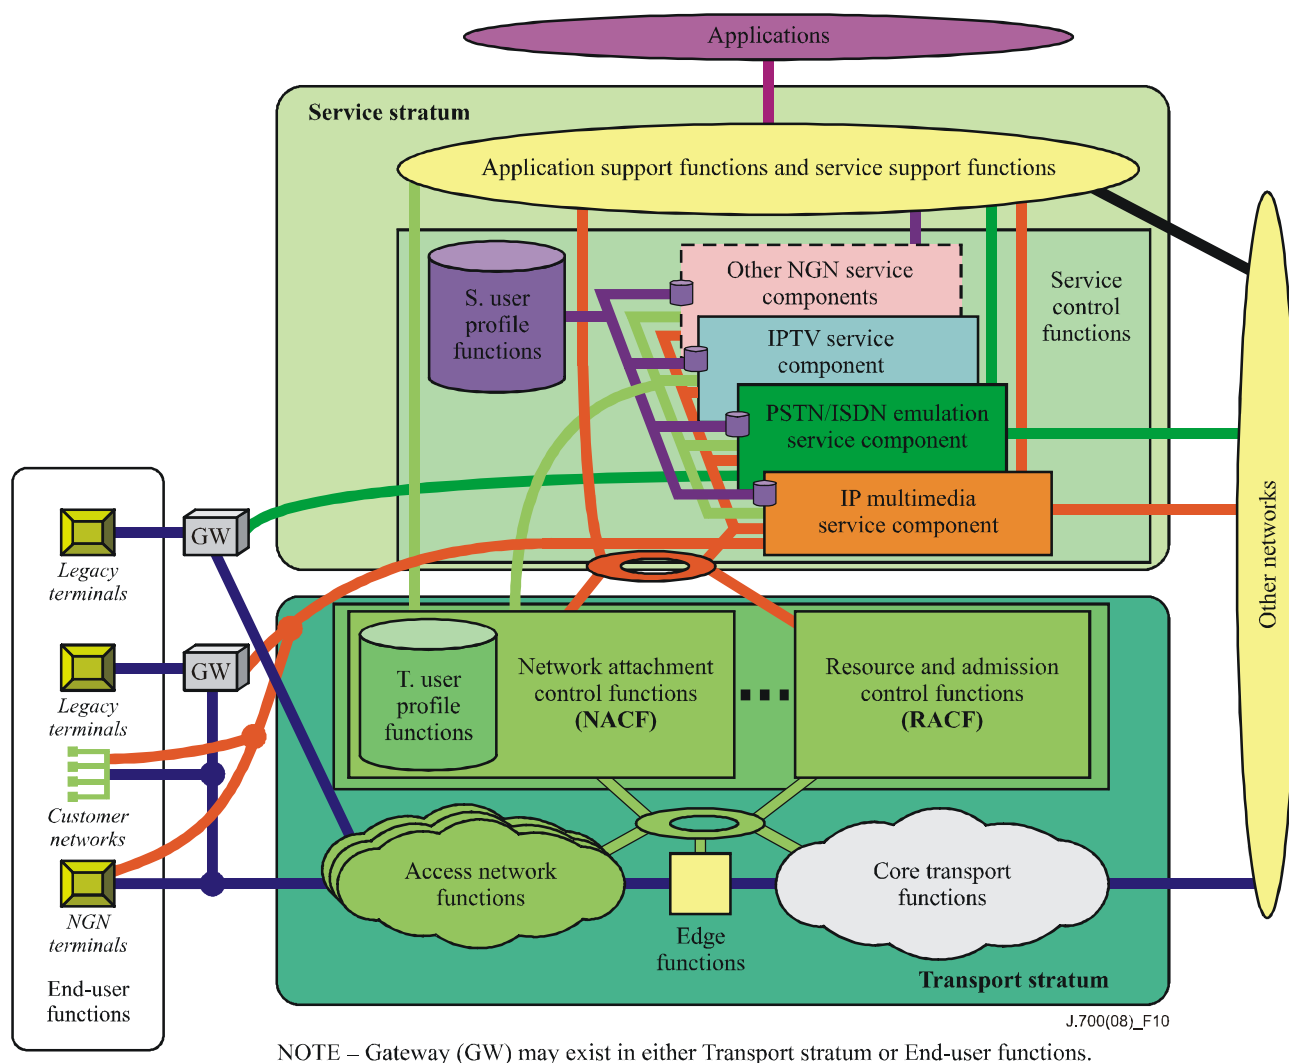 Applications
Service stratum
Application support functions and service support functions
S. user
profile
functions
Other NGN service
components
Service
control
functions
IPTV service
component
PSTN/ISDN emulation
service component
IP multimedia
service component
Other networks
GW
Legacy
terminals
GW
Legacy
terminals
Customer
networks
NGN
terminals
End-user
functions
T. user
profile
functions
Network attachment
control functions
(NACF)
Resource and admission
control functions
(RACF)
Access network
functions
Edge
functions
Core transport
functions
Transport stratum
J.700(08)_F10
NOTE – Gateway (GW) may exist in either Transport stratum or End-user functions.